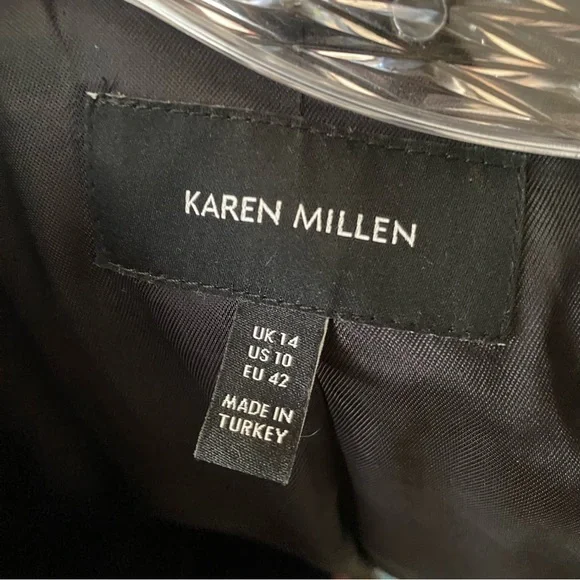 KAREN MILLEN
UK 14
US 10
EU 42
MADE IN
TURKEY